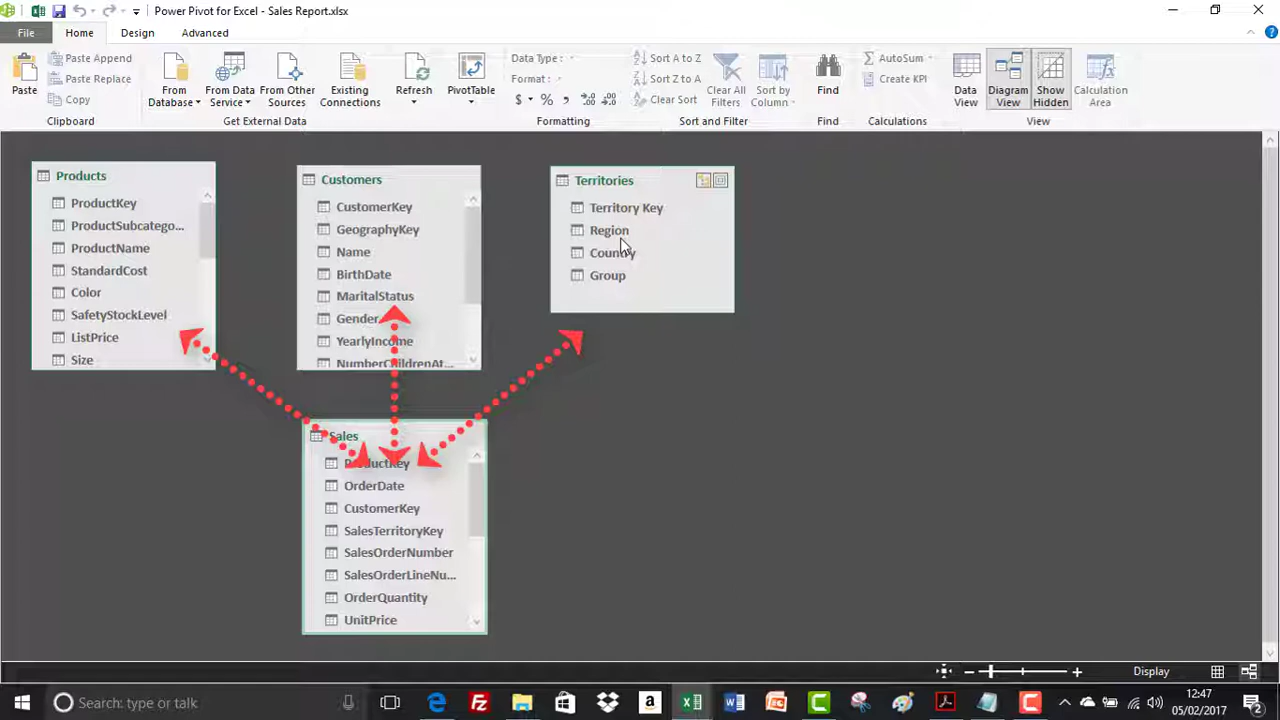 Power Pivot for Excel - Sales Report.xlsx
File Home Design Advanced
Paste
Paste Append
Paste Replace
Copy
Clipboard
From Database
From Data Service
From Other Sources
Existing Connections
Get External Data
Refresh
PivotTable
Data Type :
Format :
$ % ,
Formatting
Sort A to Z
Sort Z to A
Clear Sort
Clear All Filters
Sort by Column
Sort and Filter
Find
Find
AutoSum
Create KPI
Calculations
Data View
Diagram View
Show Hidden
Calculation Area
View
Products
ProductKey
ProductSubcatego...
ProductName
StandardCost
Color
SafetyStockLevel
ListPrice
Size
Customers
CustomerKey
GeographyKey
Name
BirthDate
MaritalStatus
Gender
YearlyIncome
NumberChildrenAt...
Territories
Territory Key
Region
Country
Group
Sales
ProductKey
OrderDate
CustomerKey
SalesTerritoryKey
SalesOrderNumber
SalesOrderLineNu...
OrderQuantity
UnitPrice
Display
Search: type or talk
12:47
05/02/2017
2